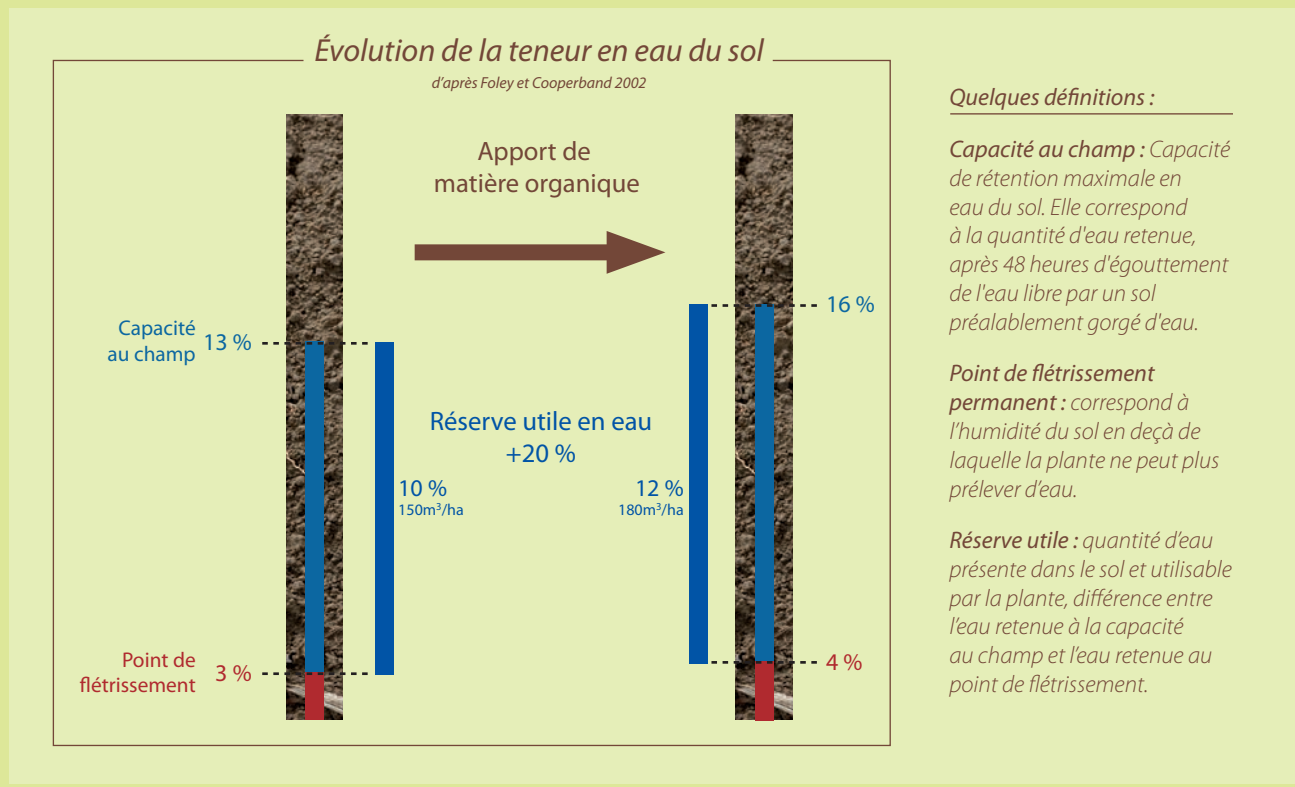 Évolution de la teneur en eau du sol
d'après Foley et Cooperband 2002
Apport de
matière organique
Capacité
au champ
13 %
16 %
Réserve utile en eau
+20 %
10 %
150m³/ha
12 %
180m³/ha
Point de
flétrissement
3 %
4 %
Quelques définitions :
Capacité au champ : Capacité
de rétention maximale en
eau du sol. Elle correspond
à la quantité d'eau retenue,
après 48 heures d'égouttement
de l'eau libre par un sol
préalablement gorgé d'eau.
Point de flétrissement
permanent : correspond à
l’humidité du sol en deçà de
laquelle la plante ne peut plus
prélever d’eau.
Réserve utile : quantité d’eau
présente dans le sol et utilisable
par la plante, différence entre
l’eau retenue à la capacité
au champ et l’eau retenue au
point de flétrissement.